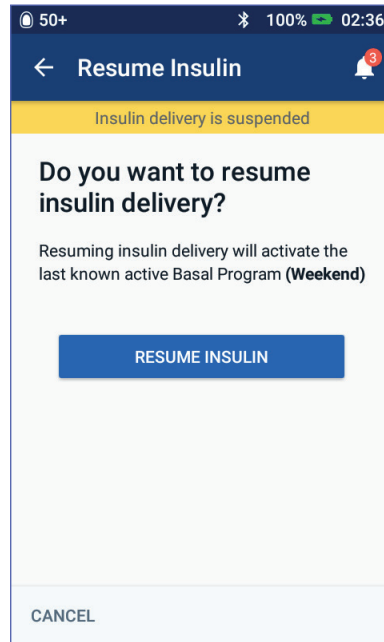 50+ 100% 02:36
Resume Insulin 3
Insulin delivery is suspended
Do you want to resume
insulin delivery?
Resuming insulin delivery will activate the
last known active Basal Program (Weekend)
RESUME INSULIN
CANCEL